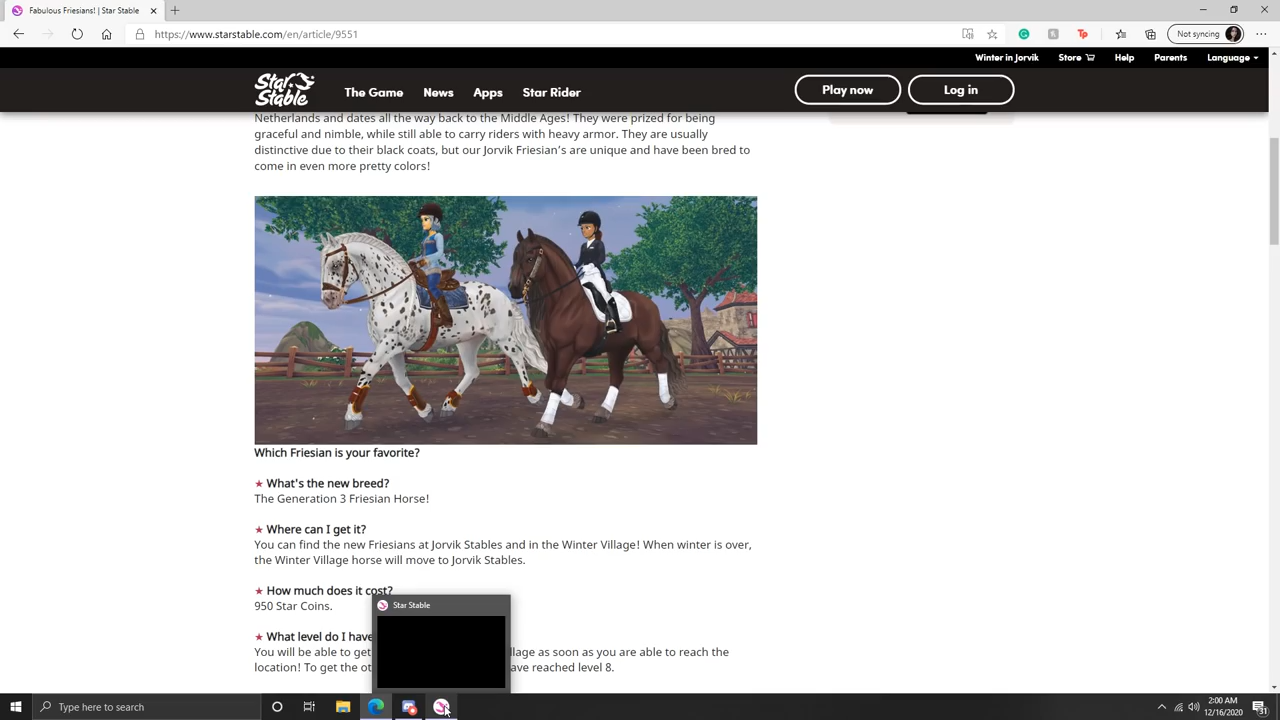 Fabulous Friesians! | Star Stable
https://www.starstable.com/en/article/9551
Not syncing
Winter in Jorvik Store Help Parents Language
Star Stable
The Game News Apps Star Rider Play now Log in
Netherlands and dates all the way back to the Middle Ages! They were prized for being
graceful and nimble, while still able to carry riders with heavy armor. They are usually
distinctive due to their black coats, but our Jorvik Friesian's are unique and have been bred to
come in even more pretty colors!
Which Friesian is your favorite?
★ What's the new breed?
The Generation 3 Friesian Horse!
★ Where can I get it?
You can find the new Friesians at Jorvik Stables and in the Winter Village! When winter is over,
the Winter Village horse will move to Jorvik Stables.
★ How much does it cost?
950 Star Coins.
Star Stable
★ What level do I have
You will be able to get llage as soon as you are able to reach the
location! To get the ot ave reached level 8.
Type here to search
2:00 AM
12/16/2020
31